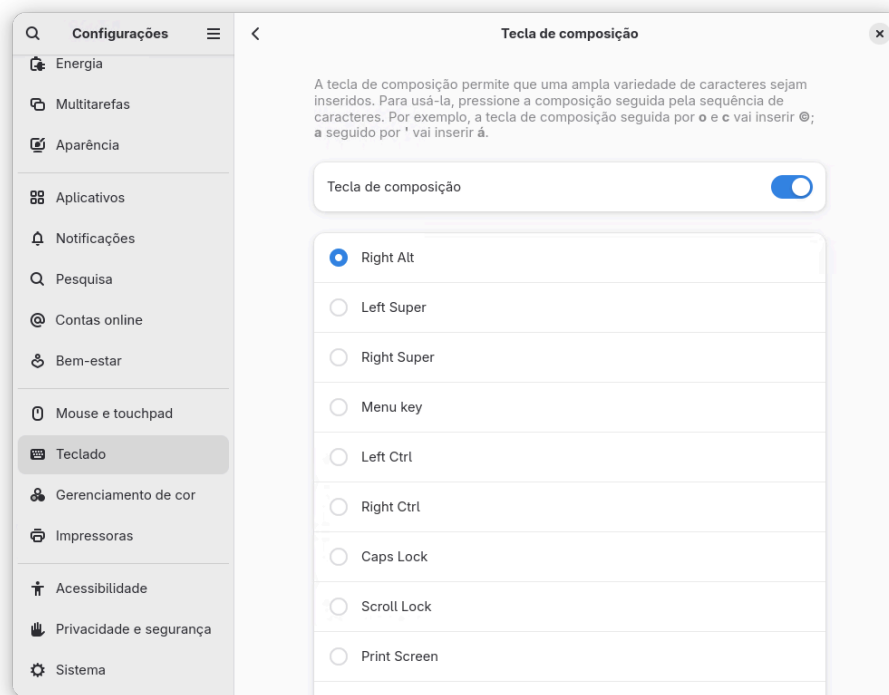 Configurações
Energia
Multitarefas
Aparência
Aplicativos
Notificações
Pesquisa
Contas online
Bem-estar
Mouse e touchpad
Teclado
Gerenciamento de cor
Impressoras
Acessibilidade
Privacidade e segurança
Sistema
Tecla de composição
A tecla de composição permite que uma ampla variedade de caracteres sejam
inseridos. Para usá-la, pressione a composição seguida pela sequência de
caracteres. Por exemplo, a tecla de composição seguida por o e c vai inserir ©;
a seguido por ' vai inserir á.
Tecla de composição
Right Alt
Left Super
Right Super
Menu key
Left Ctrl
Right Ctrl
Caps Lock
Scroll Lock
Print Screen